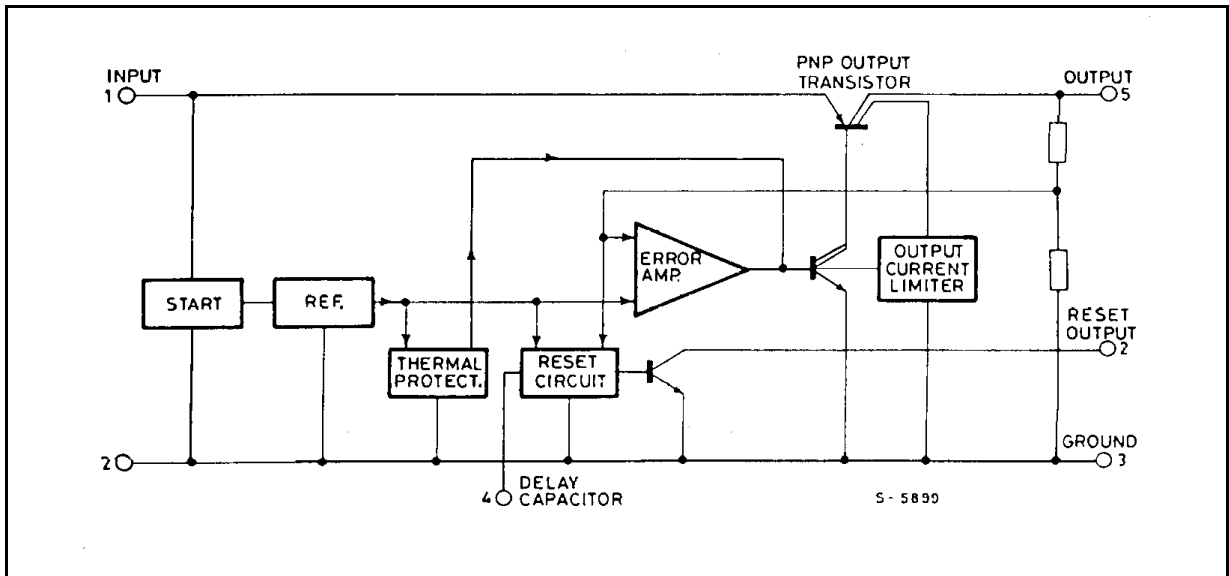 INPUT
1
PNP OUTPUT
TRANSISTOR
OUTPUT
5
ERROR
AMP.
OUTPUT
CURRENT
LIMITER
START
REF.
RESET
OUTPUT
2
THERMAL
PROTECT.
RESET
CIRCUIT
GROUND
3
2
4
DELAY
CAPACITOR
S-5899